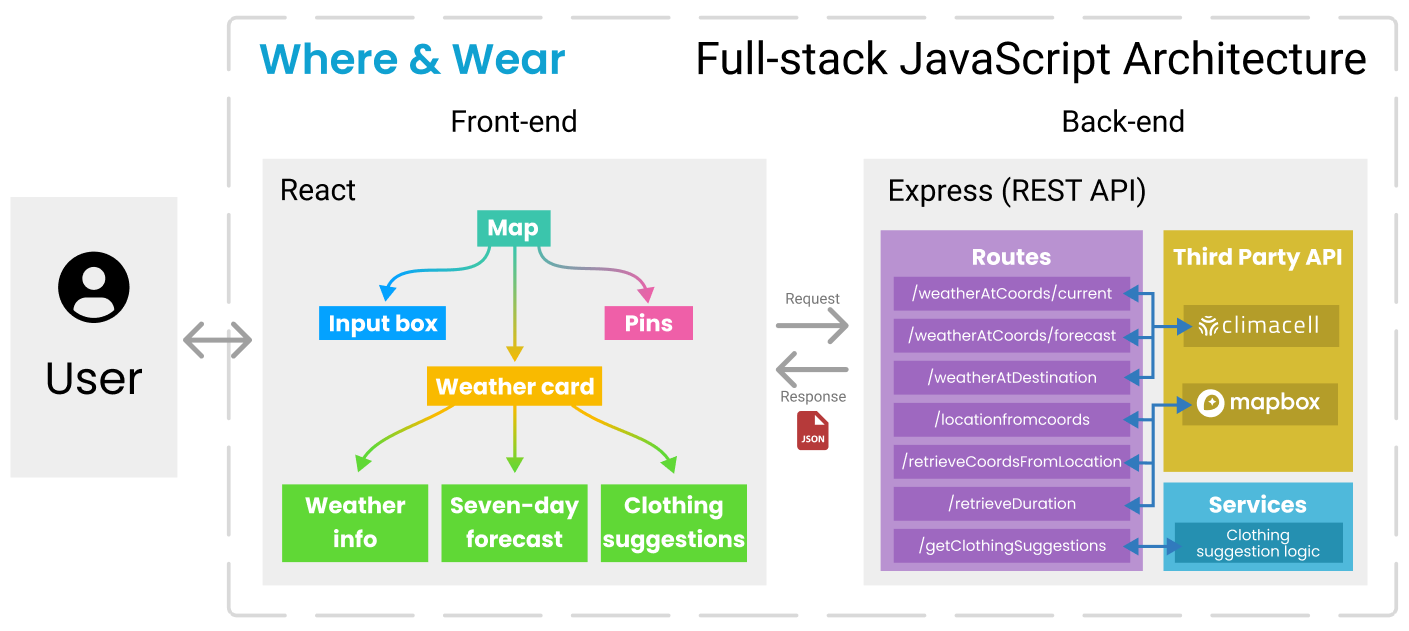 Where & Wear
Full-stack JavaScript Architecture
Front-end
Back-end
User
React
Map
Input box
Pins
Weather card
Weather
info
Seven-day
forecast
Clothing
suggestions
Request
Response
JSON
Express (REST API)
Routes
/weatherAtCoords/current
/weatherAtCoords/forecast
/weatherAtDestination
/locationfromcoords
/retrieveCoordsFromLocation
/retrieveDuration
/getClothingSuggestions
Third Party API
climacell
mapbox
Services
Clothing
suggestion logic